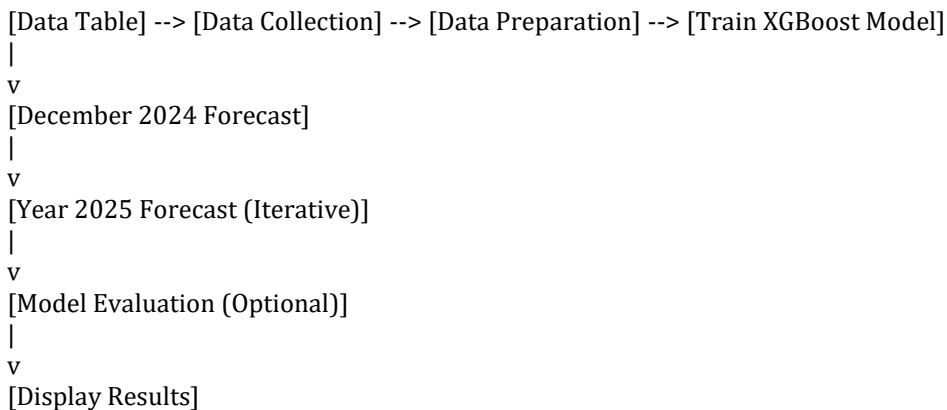 [Data Table] --> [Data Collection] --> [Data Preparation] --> [Train XGBoost Model]
|
v
[December 2024 Forecast]
|
v
[Year 2025 Forecast (Iterative)]
|
v
[Model Evaluation (Optional)]
|
v
[Display Results]